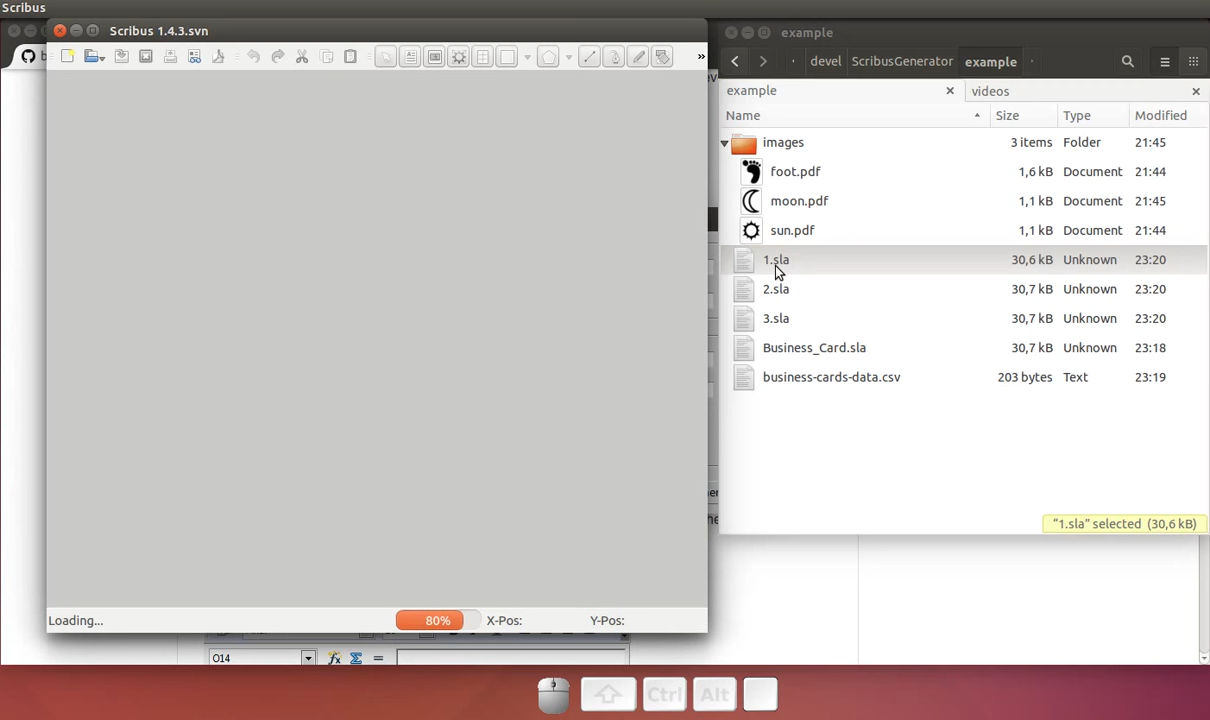 Scribus
Scribus 1.4.3.svn
»
Loading...
80%
X-Pos:
Y-Pos:
O14
example
devel
ScribusGenerator
example
example
videos
Name
Size
Type
Modified
images
3 items
Folder
21:45
foot.pdf
1,6 kB
Document
21:44
moon.pdf
1,1 kB
Document
21:45
sun.pdf
1,1 kB
Document
21:44
1.sla
30,6 kB
Unknown
23:20
2.sla
30,7 kB
Unknown
23:20
3.sla
30,7 kB
Unknown
23:20
Business_Card.sla
30,7 kB
Unknown
23:18
business-cards-data.csv
203 bytes
Text
23:19
“1.sla” selected (30,6 kB)
Ctrl
Alt